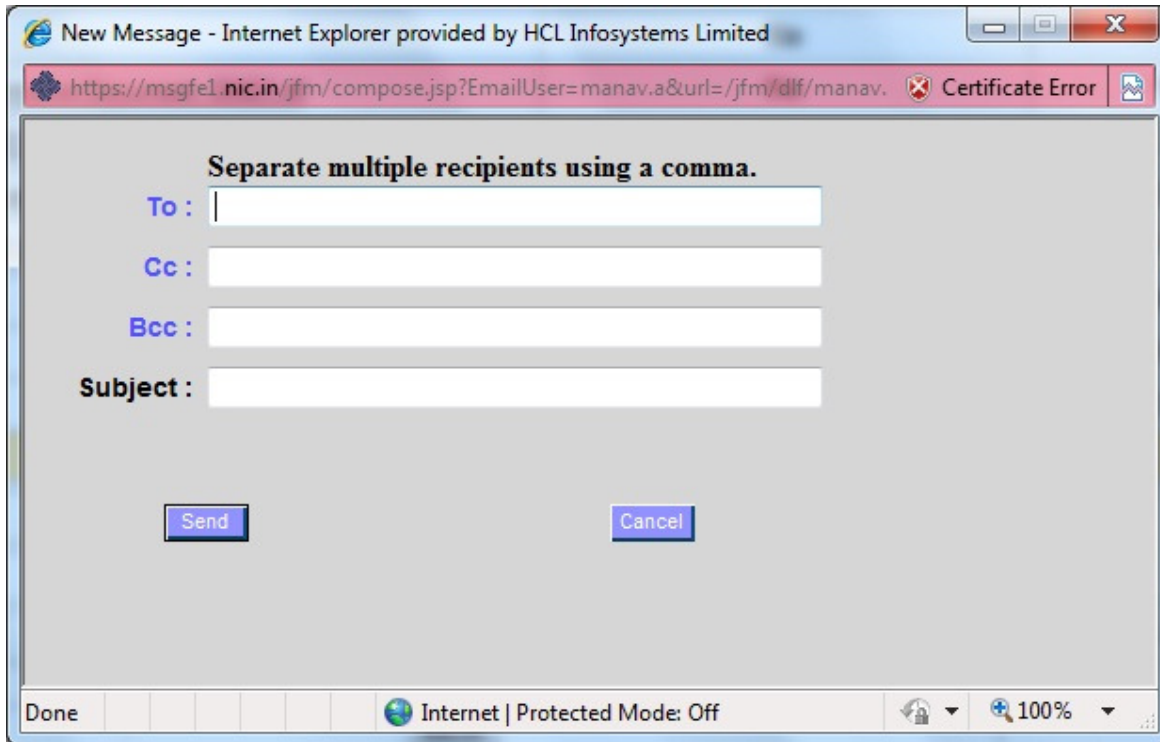 New Message - Internet Explorer provided by HCL Infosystems Limited
https://msgfe1.nic.in/jfm/compose.jsp?EmailUser=manav.a&url=/jfm/dlf/manav. Certificate Error
Separate multiple recipients using a comma.
To :
Cc :
Bcc :
Subject :
Send Cancel
Done Internet | Protected Mode: Off 100%